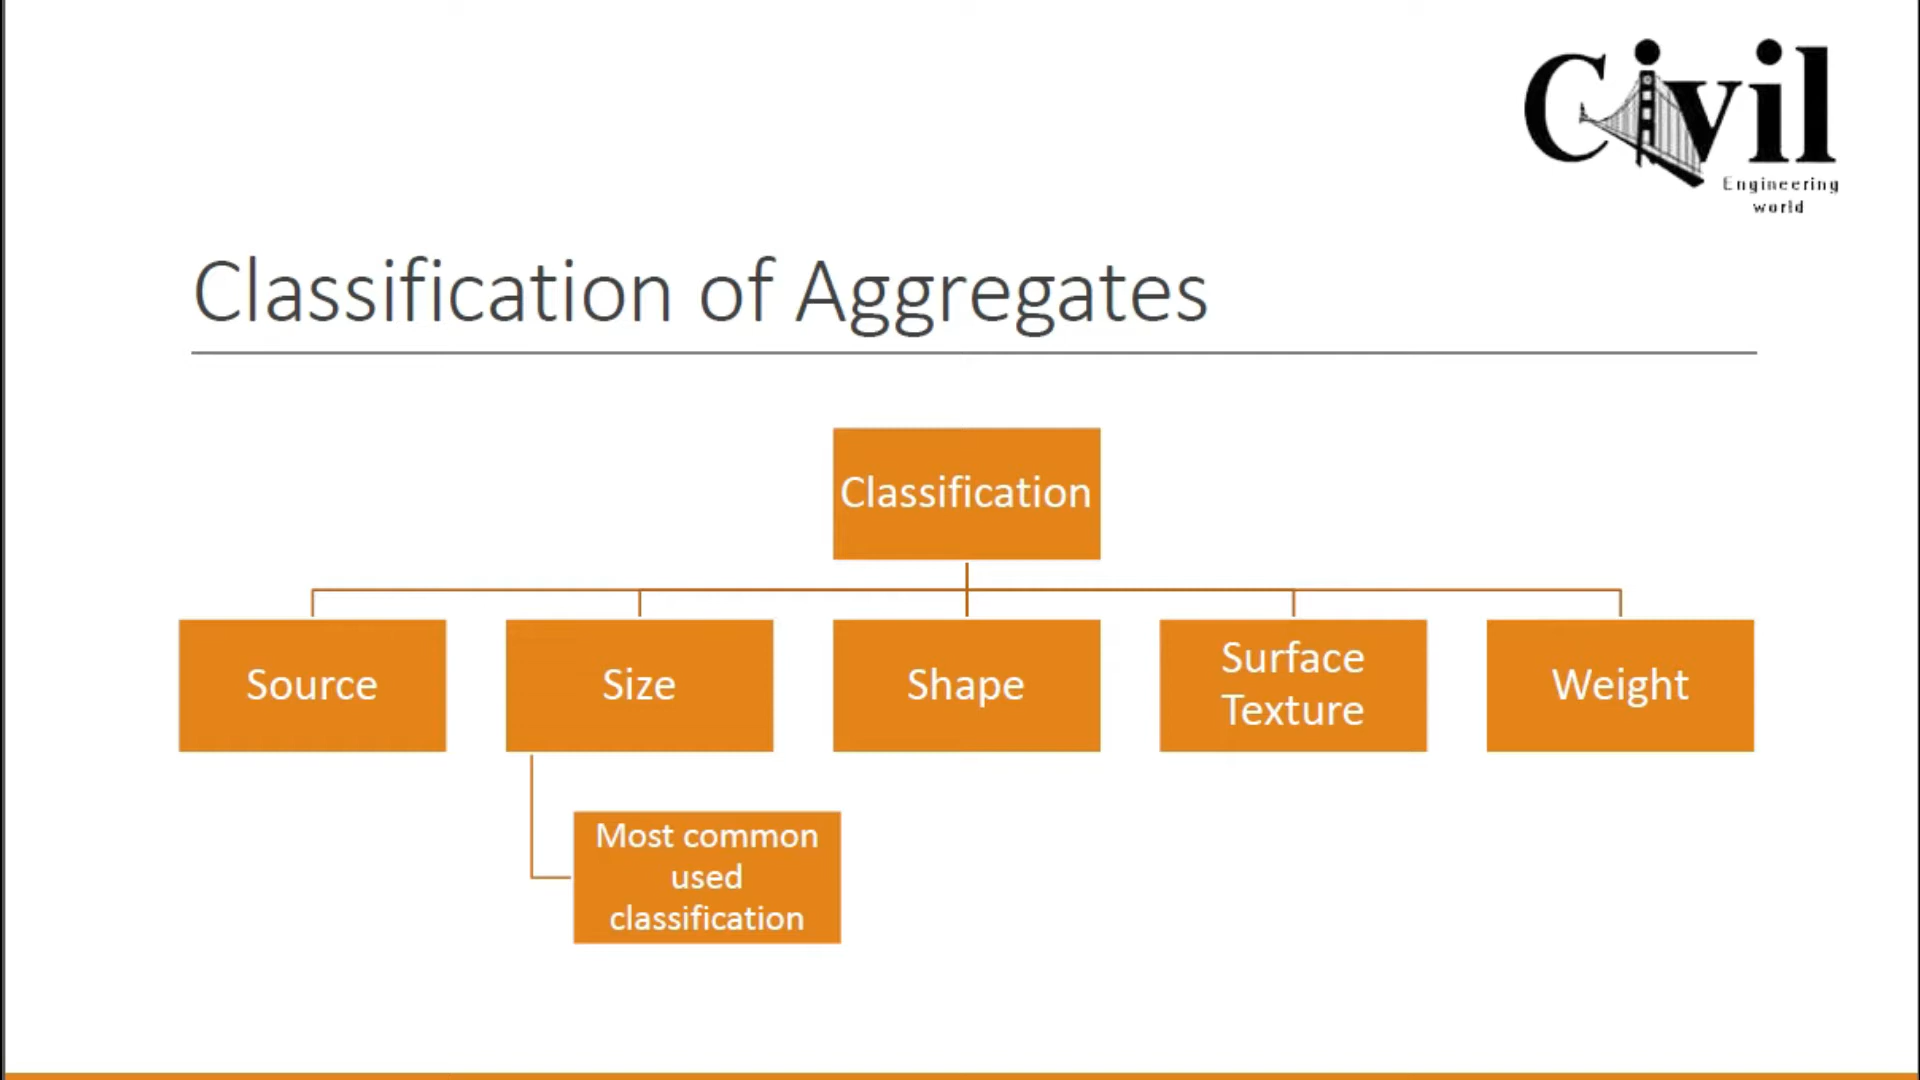 Civil
Engineering
world
Classification of Aggregates
Classification
Source
Size
Shape
Surface
Texture
Weight
Most common
used
classification